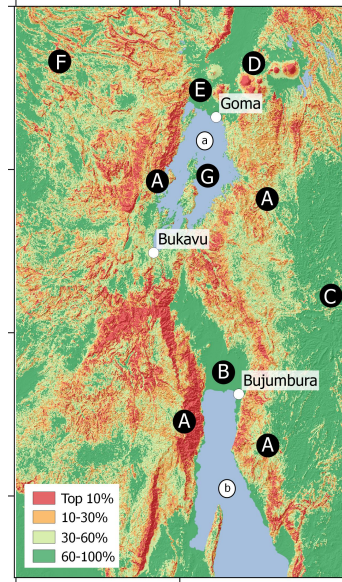 F
D
E
Goma
a
A
G
A
Bukavu
C
B
Bujumbura
A
A
b
Top 10%
10-30%
30-60%
60-100%